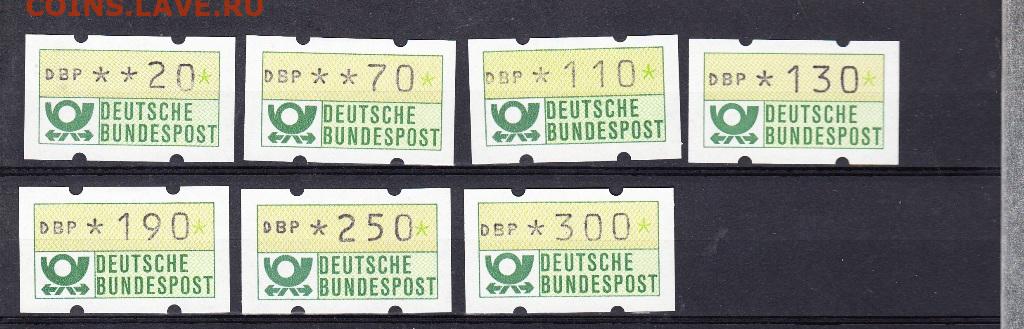 COINS.LAVE.RU
DBP **20*
DEUTSCHE
BUNDESPOST
DBP **70*
DEUTSCHE
BUNDESPOST
DBP *110*
DEUTSCHE
BUNDESPOST
DBP *130*
DEUTSCHE
BUNDESPOST
DBP *190*
DEUTSCHE
BUNDESPOST
DBP *250*
DEUTSCHE
BUNDESPOST
DBP *300*
DEUTSCHE
BUNDESPOST